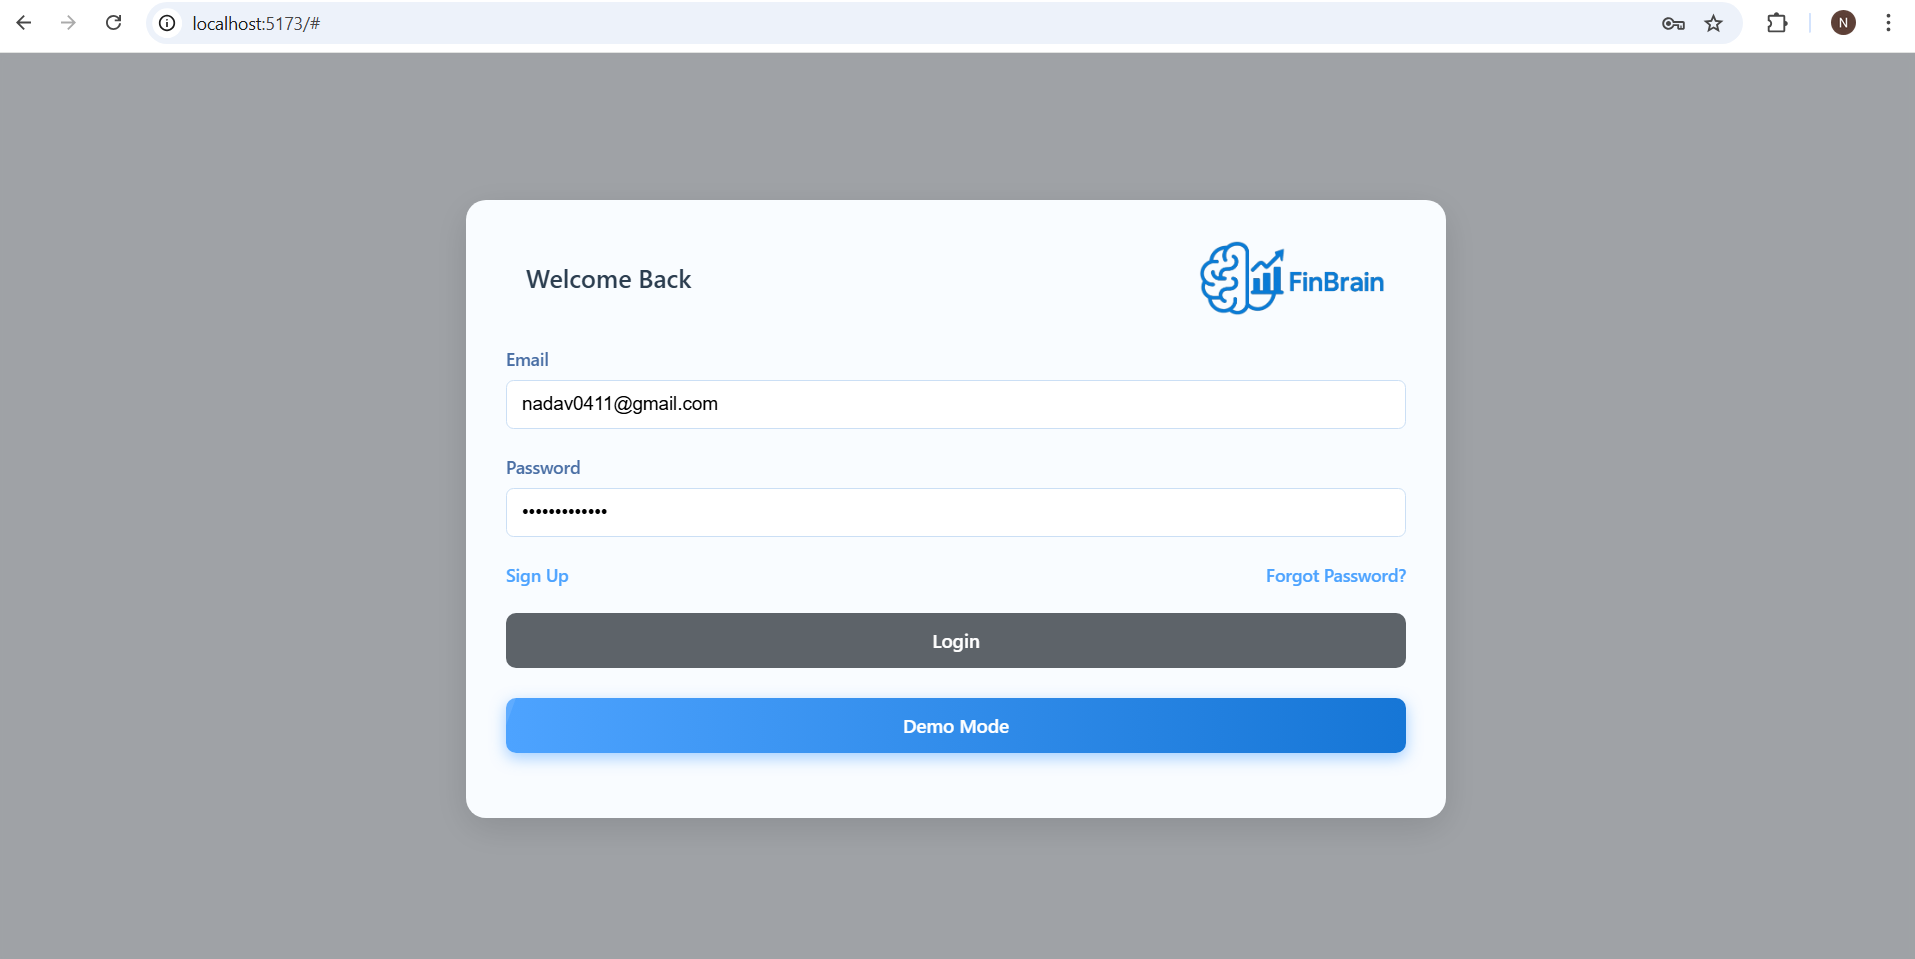 localhost:5173/#
N
Welcome Back
FinBrain
Email
nadav0411@gmail.com
Password
•••••••••••••
Sign Up
Forgot Password?
Login
Demo Mode